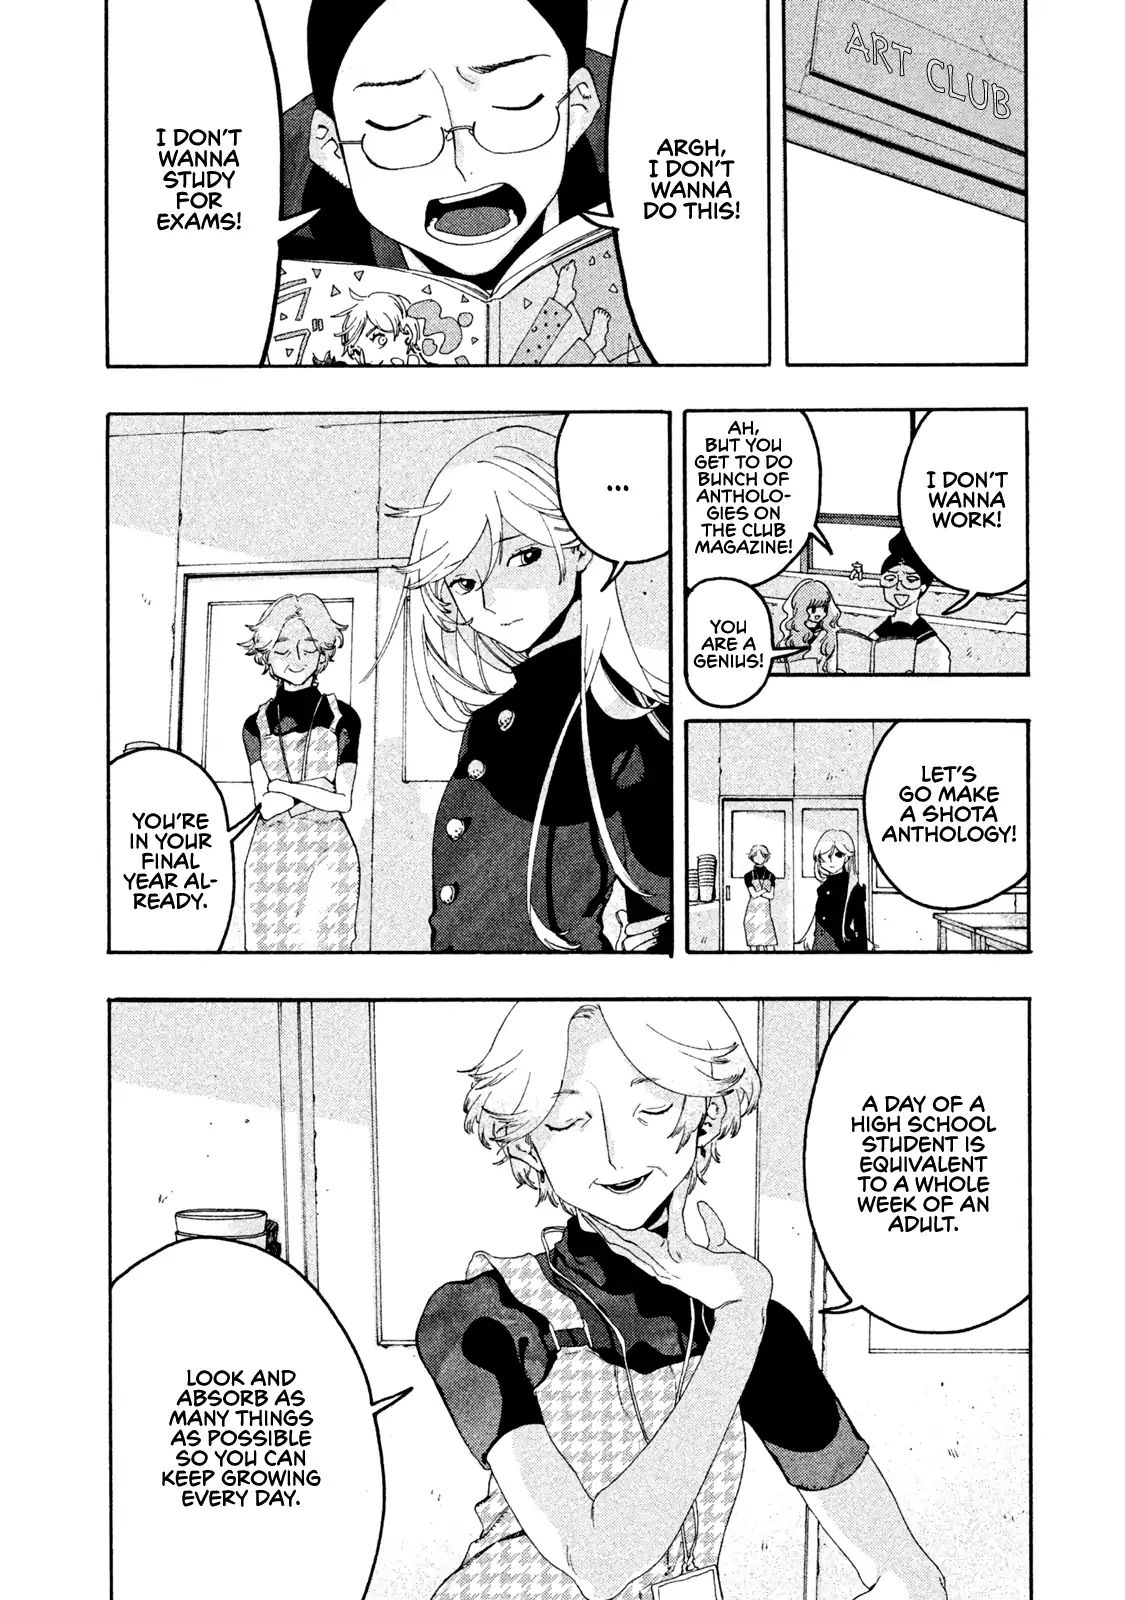 ART CLUB
ARGH,
I DON'T
WANNA
DO THIS!
I DON'T
WANNA
STUDY
FOR
EXAMS!
I DON'T
WANNA
WORK!
AH,
BUT YOU
GET TO DO
BUNCH OF
ANTHOLO-
GIES ON
THE CLUB
MAGAZINE!
YOU
ARE A
GENIUS!
LET'S
GO MAKE
A SHOTA
ANTHOLOGY!
...
YOU'RE
IN YOUR
FINAL
YEAR AL-
READY.
A DAY OF A
HIGH SCHOOL
STUDENT IS
EQUIVALENT
TO A WHOLE
WEEK OF AN
ADULT.
LOOK AND
ABSORB AS
MANY THINGS
AS POSSIBLE
SO YOU CAN
KEEP GROWING
EVERY DAY.